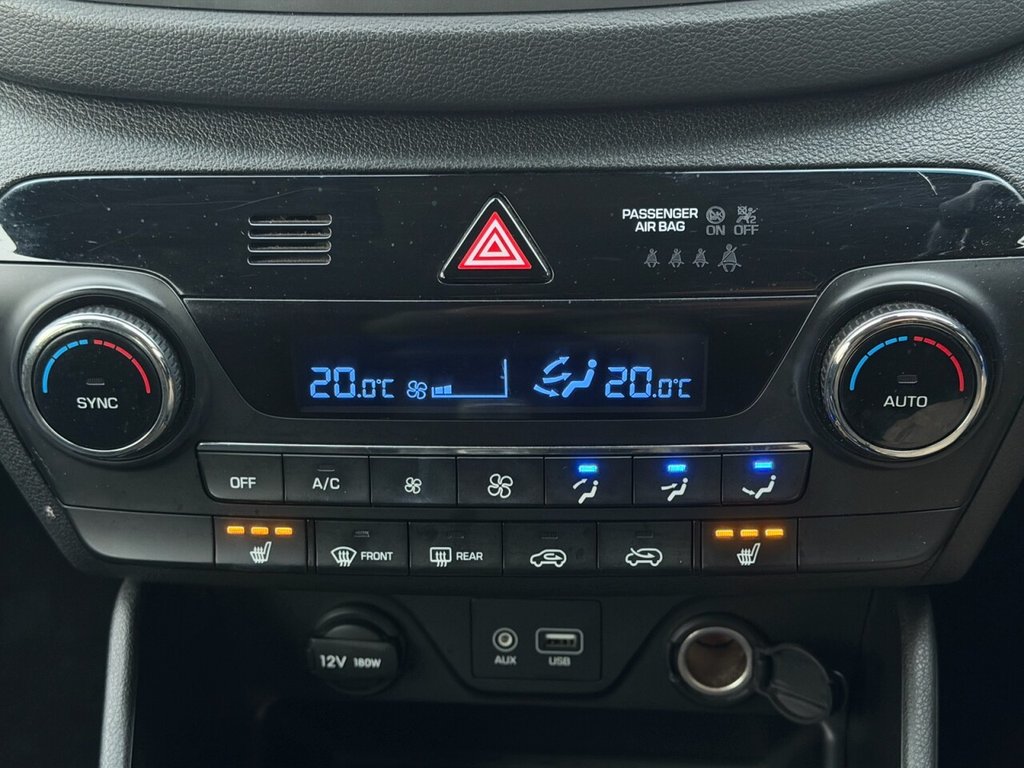 PASSENGER
AIR BAG
ON OFF
20.0°C 20.0°C
SYNC
AUTO
OFF A/C
FRONT REAR
12V 180W
AUX USB